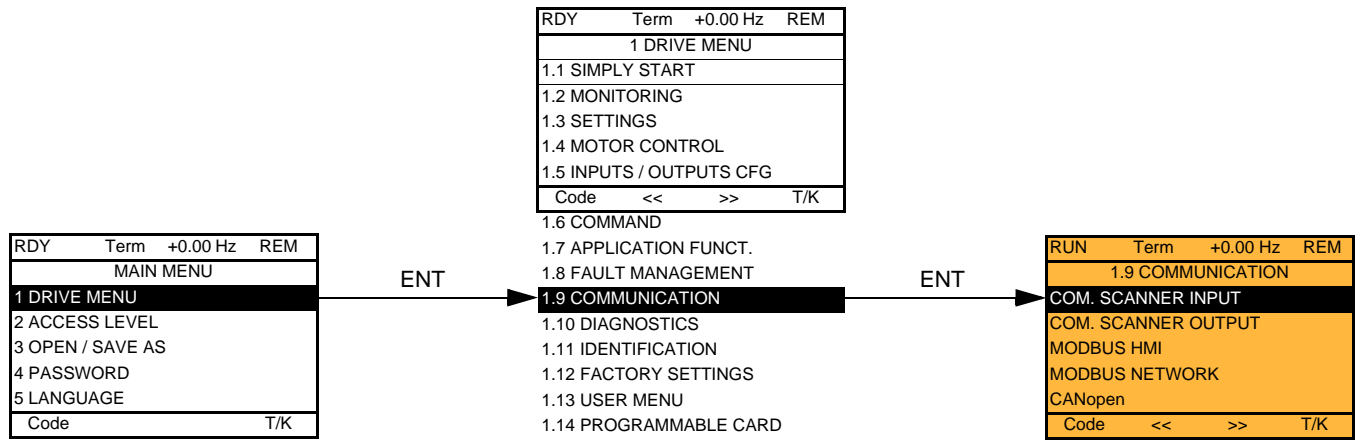 RDY Term +0.00 Hz REM
1 DRIVE MENU
1.1 SIMPLY START
1.2 MONITORING
1.3 SETTINGS
1.4 MOTOR CONTROL
1.5 INPUTS / OUTPUTS CFG
Code << >> T/K
1.6 COMMAND
1.7 APPLICATION FUNCT.
1.8 FAULT MANAGEMENT
1.9 COMMUNICATION
1.10 DIAGNOSTICS
1.11 IDENTIFICATION
1.12 FACTORY SETTINGS
1.13 USER MENU
1.14 PROGRAMMABLE CARD
RDY Term +0.00 Hz REM
MAIN MENU
1 DRIVE MENU
2 ACCESS LEVEL
3 OPEN / SAVE AS
4 PASSWORD
5 LANGUAGE
Code T/K
ENT
ENT
RUN Term +0.00 Hz REM
1.9 COMMUNICATION
COM. SCANNER INPUT
COM. SCANNER OUTPUT
MODBUS HMI
MODBUS NETWORK
CANopen
Code << >> T/K